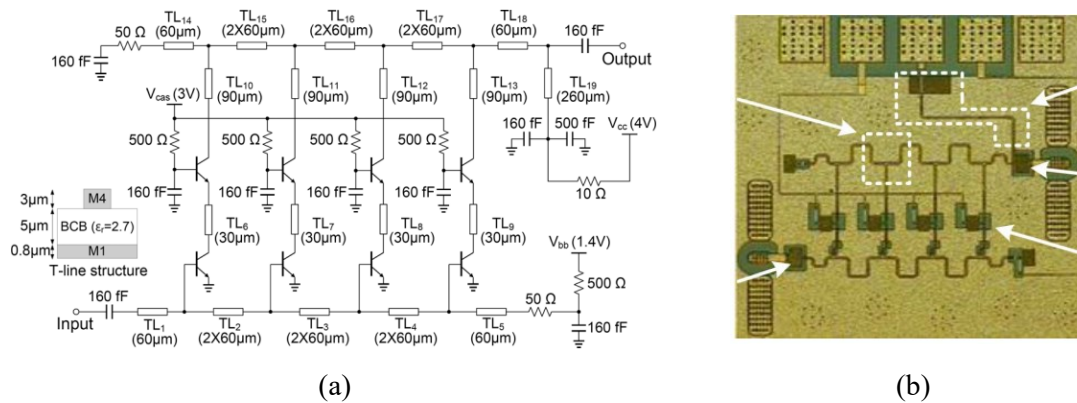 TL₁₄ TL₁₅ TL₁₆ TL₁₇ TL₁₈
50 Ω (60μm) (2X60μm) (2X60μm) (2X60μm) (60μm) 160 fF
160 fF
Output
TL₁₀ TL₁₁ TL₁₂ TL₁₃ TL₁₉
(90μm) (90μm) (90μm) (90μm) (260μm)
V_cas (3V)
500 Ω 500 Ω 500 Ω 500 Ω
160 fF 500 fF V_cc (4V)
160 fF 160 fF 160 fF 160 fF
10 Ω
3μm M4
5μm BCB (ε_r=2.7)
0.8μm M1
T-line structure
TL₆ TL₇ TL₈ TL₉
(30μm) (30μm) (30μm) (30μm)
V_bb (1.4V)
500 Ω
160 fF 50 Ω
Input
TL₁ TL₂ TL₃ TL₄ TL₅ 160 fF
(60μm) (2X60μm) (2X60μm) (2X60μm) (60μm)
(a) (b)